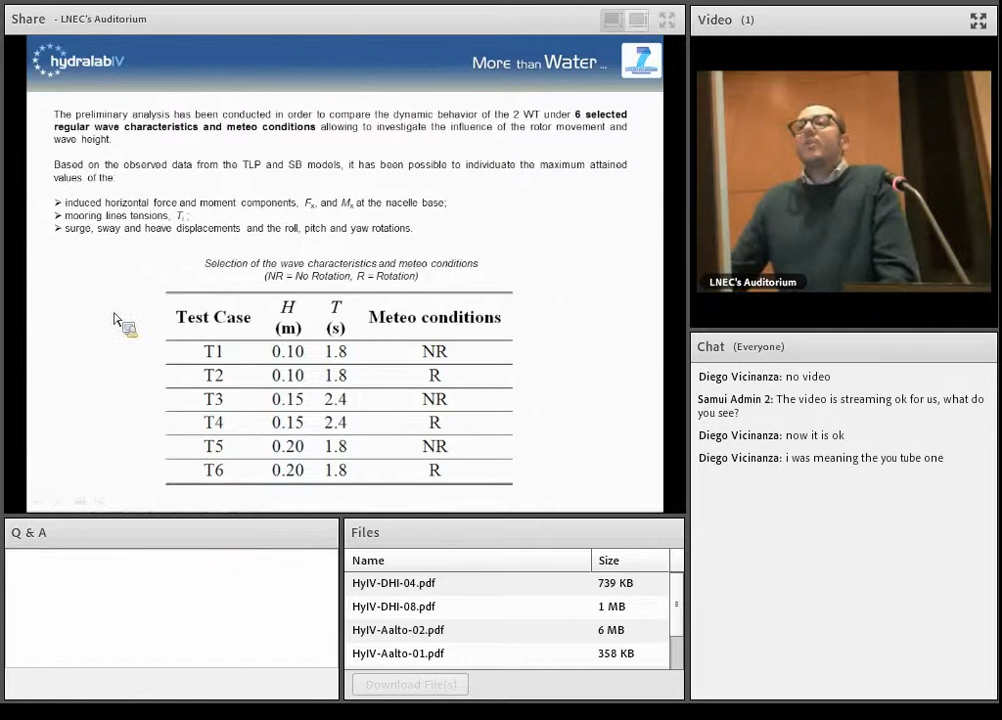 Share - LNEC's Auditorium
hydralabIV
More than Water ...
7
The preliminary analysis has been conducted in order to compare the dynamic behavior of the 2 WT under 6 selected
regular wave characteristics and meteo conditions allowing to investigate the influence of the rotor movement and
wave height.
Based on the observed data from the TLP and SB models, it has been possible to individuate the maximum attained
values of the:
➢ induced horizontal force and moment components, Fx, and Mx at the nacelle base;
➢ mooring lines tensions, Ti ;
➢ surge, sway and heave displacements and the roll, pitch and yaw rotations.
Selection of the wave characteristics and meteo conditions
(NR = No Rotation, R = Rotation)
Test Case H (m) T (s) Meteo conditions
T1 0.10 1.8 NR
T2 0.10 1.8 R
T3 0.15 2.4 NR
T4 0.15 2.4 R
T5 0.20 1.8 NR
T6 0.20 1.8 R
Video (1)
LNEC's Auditorium
Chat (Everyone)
Diego Vicinanza: no video
Samui Admin 2: The video is streaming ok for us, what do
you see?
Diego Vicinanza: now it is ok
Diego Vicinanza: i was meaning the you tube one
Q & A
Files
Name Size
HyIV-DHI-04.pdf 739 KB
HyIV-DHI-08.pdf 1 MB
HyIV-Aalto-02.pdf 6 MB
HyIV-Aalto-01.pdf 358 KB
Download File(s)